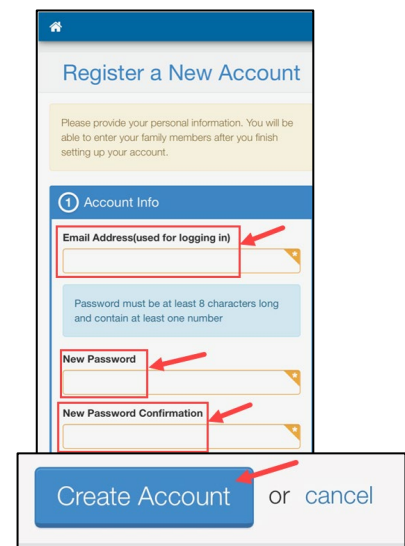 Register a New Account
Please provide your personal information. You will be
able to enter your family members after you finish
setting up your account.
1 Account Info
Email Address(used for logging in)
Password must be at least 8 characters long
and contain at least one number
New Password
New Password Confirmation
Create Account or cancel